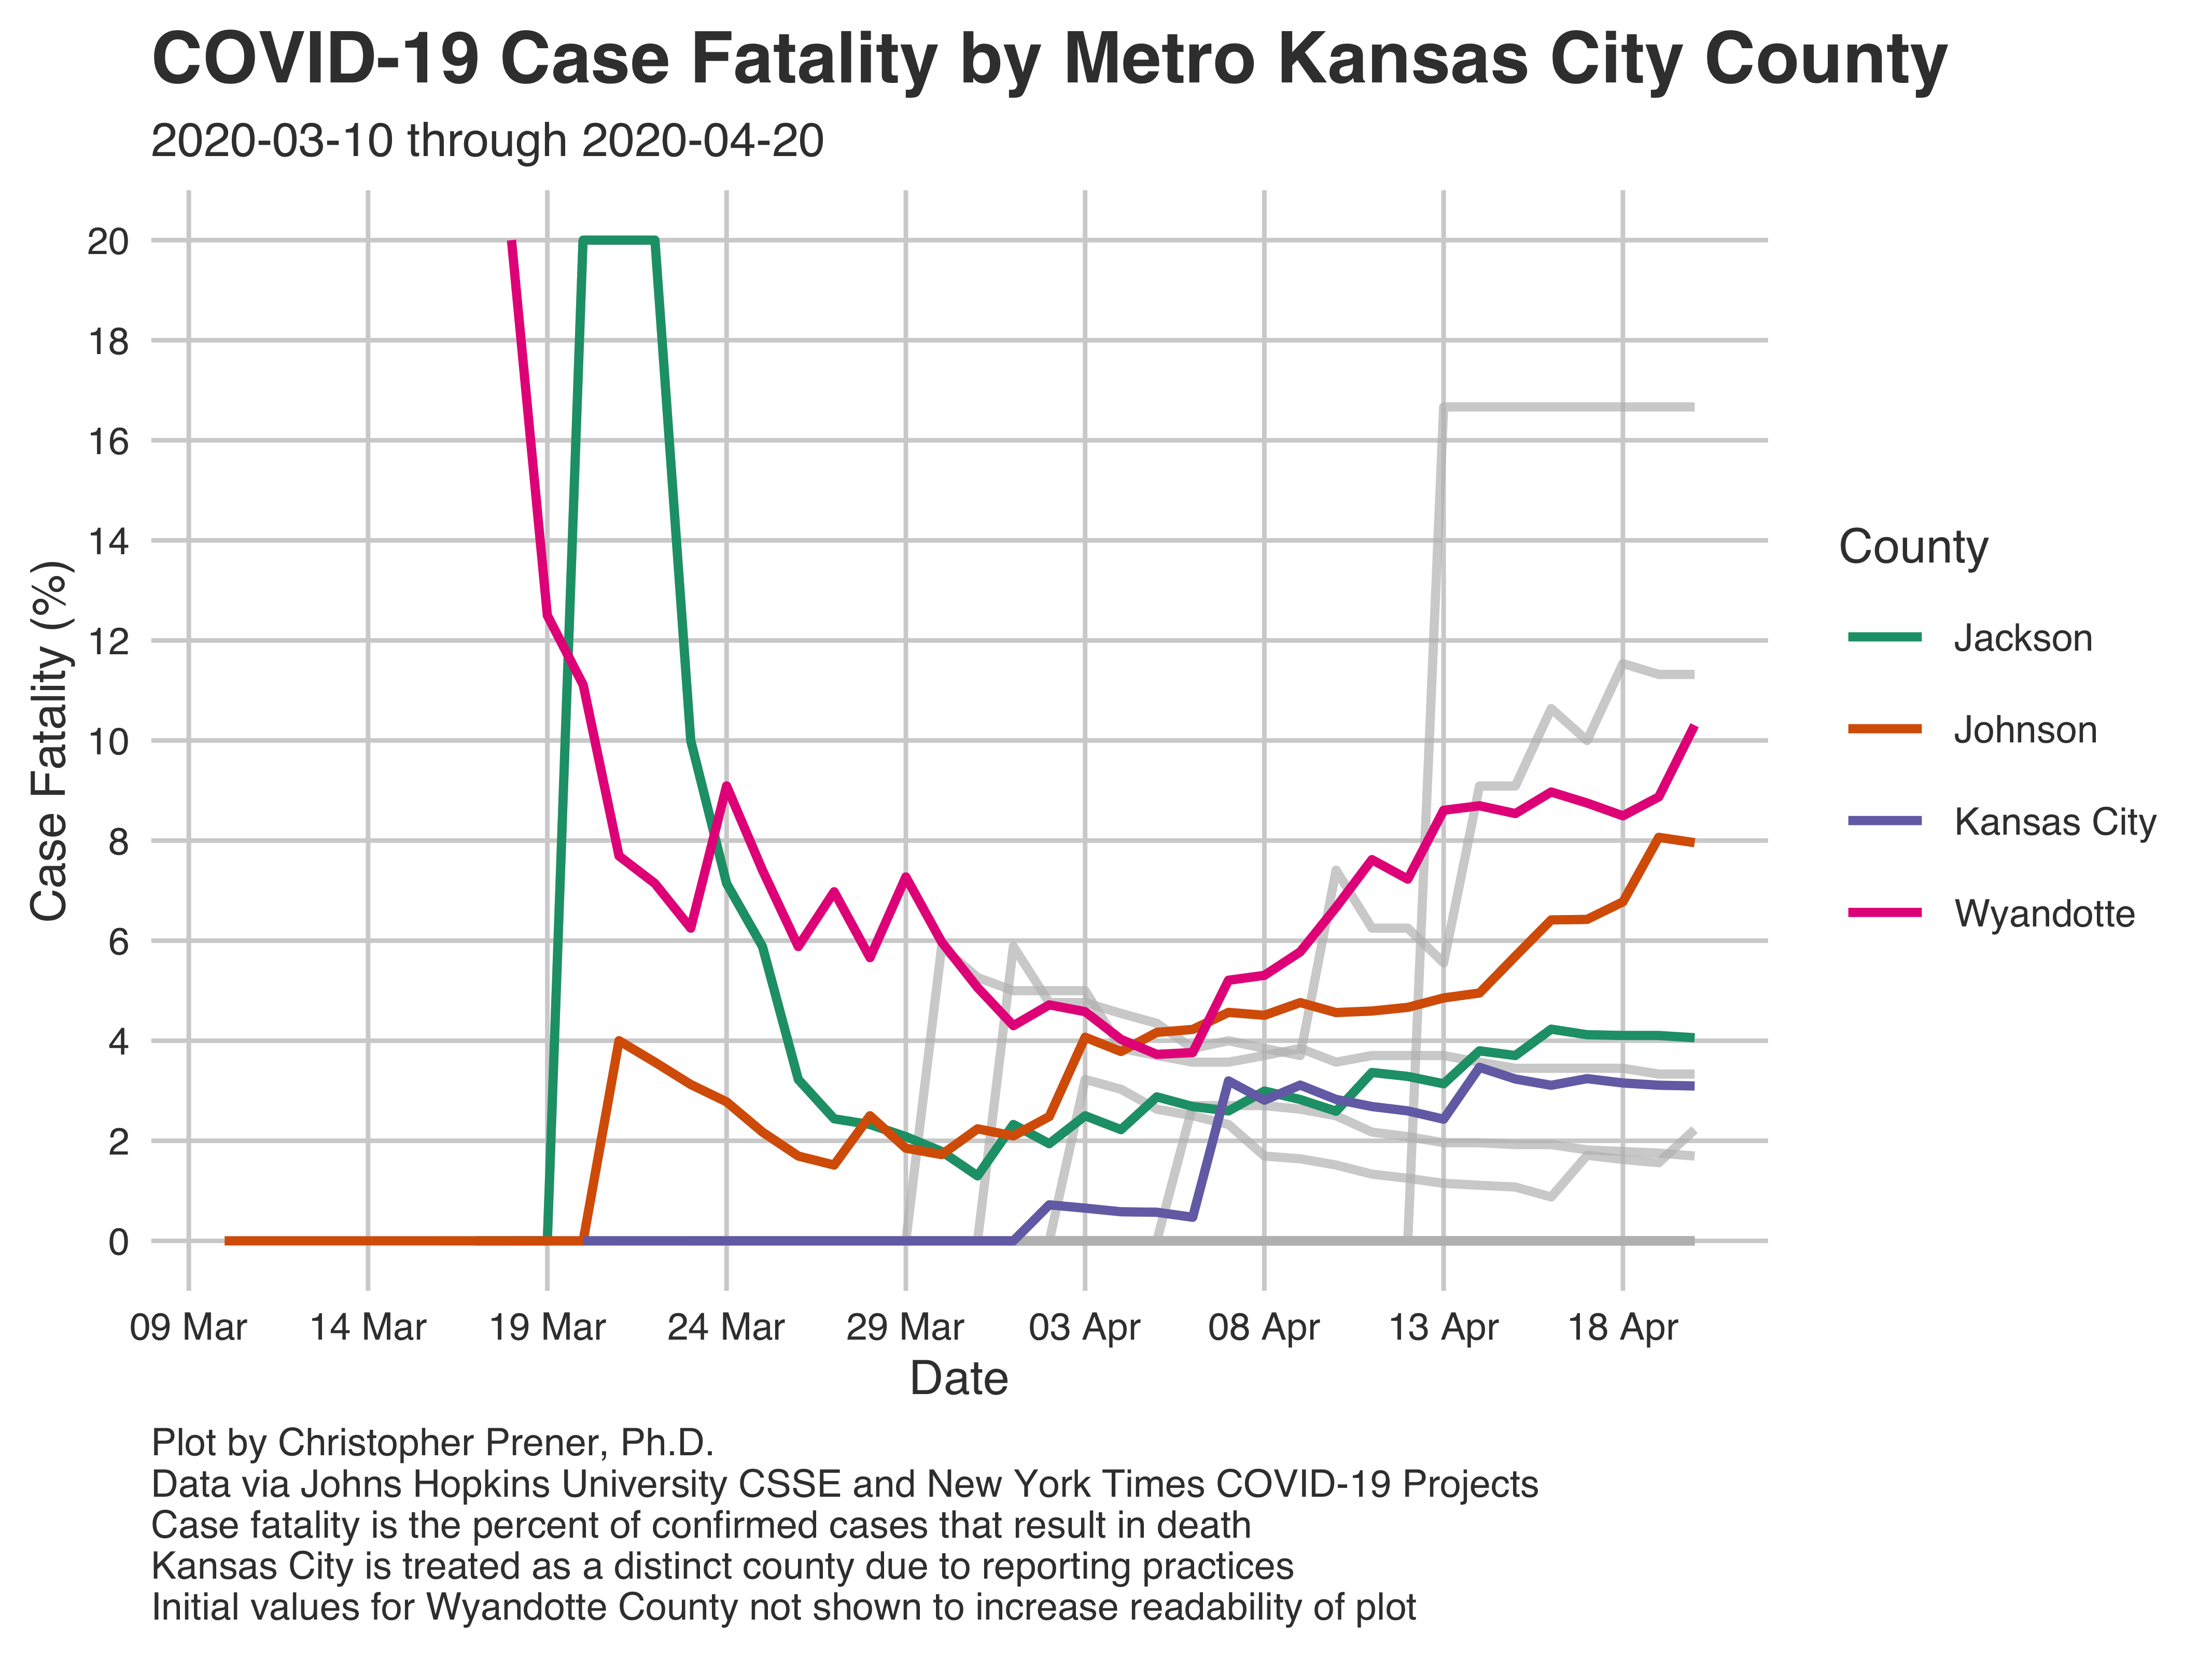 COVID-19 Case Fatality by Metro Kansas City County
2020-03-10 through 2020-04-20
Case Fatality (%)
20
18
16
14
12
10
8
6
4
2
0
09 Mar 14 Mar 19 Mar 24 Mar 29 Mar 03 Apr 08 Apr 13 Apr 18 Apr
Date
County
Jackson
Johnson
Kansas City
Wyandotte
Plot by Christopher Prener, Ph.D.
Data via Johns Hopkins University CSSE and New York Times COVID-19 Projects
Case fatality is the percent of confirmed cases that result in death
Kansas City is treated as a distinct county due to reporting practices
Initial values for Wyandotte County not shown to increase readability of plot